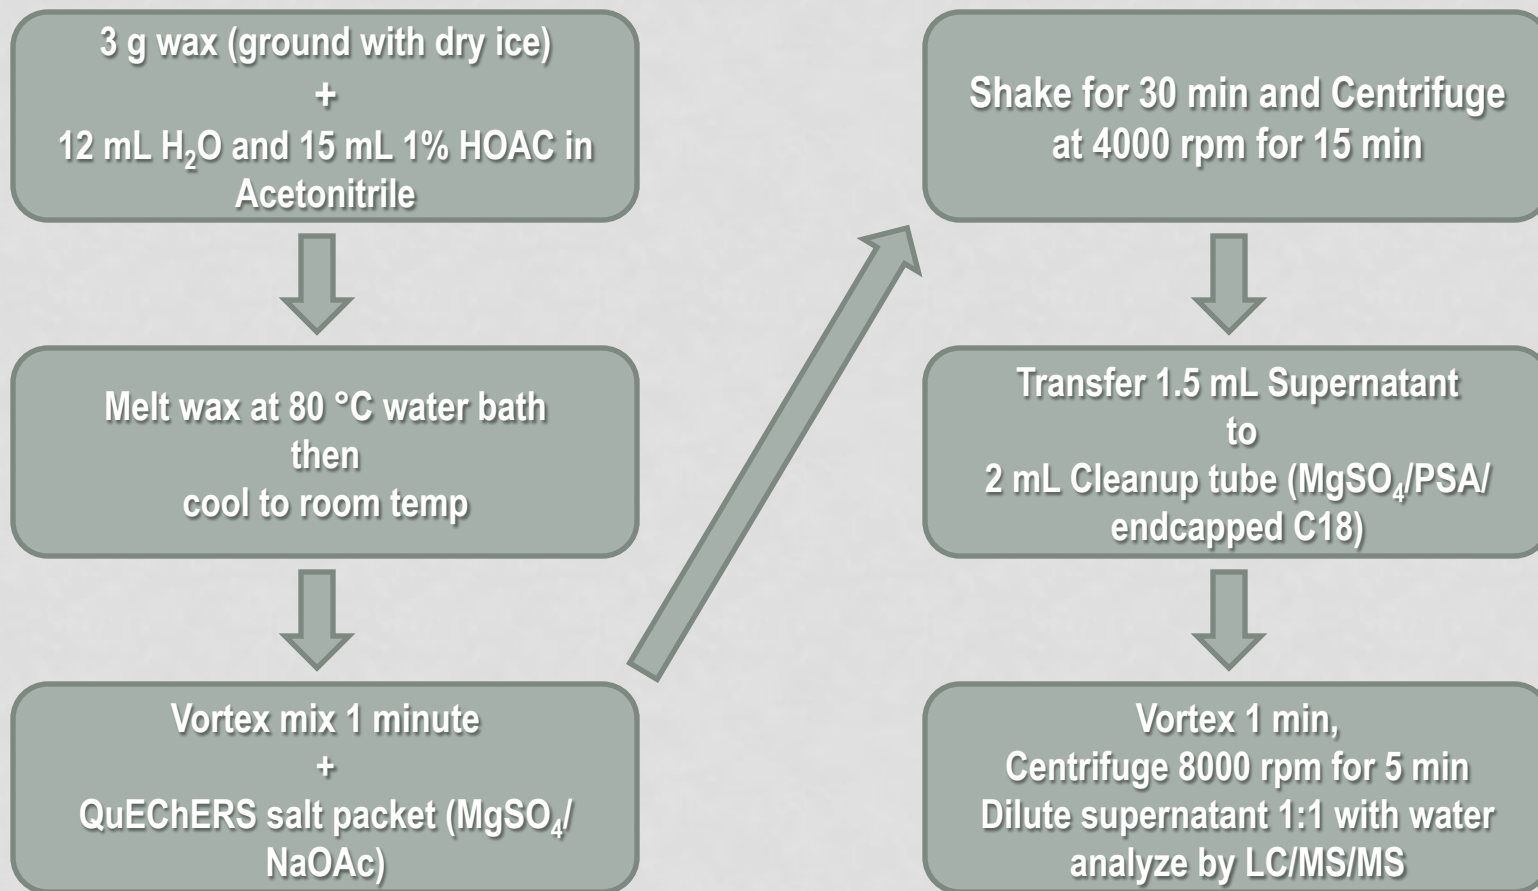 3 g wax (ground with dry ice)
+
12 mL H₂O and 15 mL 1% HOAC in
Acetonitrile
Melt wax at 80 °C water bath
then
cool to room temp
Vortex mix 1 minute
+
QuEChERS salt packet (MgSO₄/
NaOAc)
Shake for 30 min and Centrifuge
at 4000 rpm for 15 min
Transfer 1.5 mL Supernatant
to
2 mL Cleanup tube (MgSO₄/PSA/
endcapped C18)
Vortex 1 min,
Centrifuge 8000 rpm for 5 min
Dilute supernatant 1:1 with water
analyze by LC/MS/MS